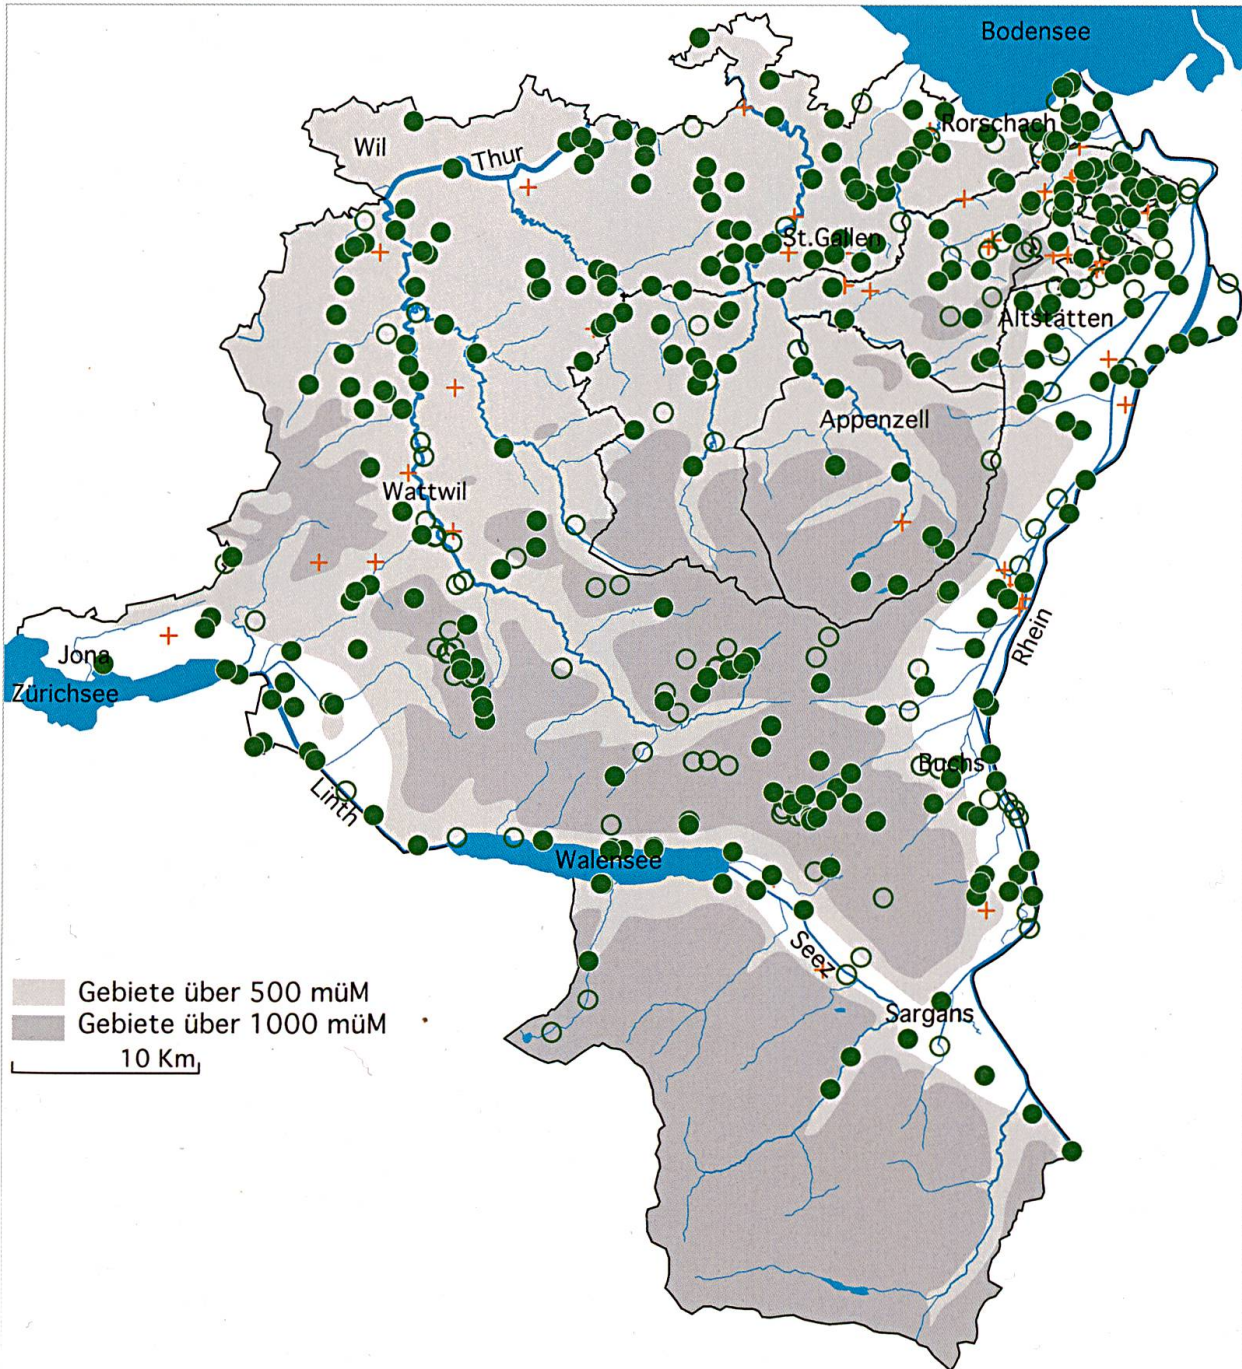 Bodensee
Rorschach
Wil
Thur
St.Gallen
Altstätten
Appenzell
Wattwil
Rhein
Jona
Zürichsee
Buchs
Linth
Walensee
Seez
Gebiete über 500 müM
Sargans
Gebiete über 1000 müM
10 Km